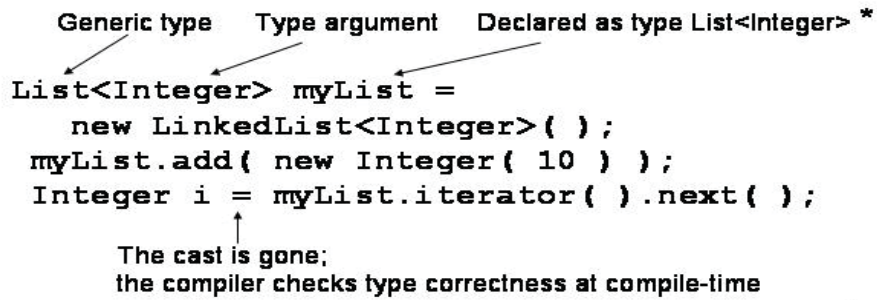 Generic type Type argument Declared as type List<Integer> *
List<Integer> myList =
new LinkedList<Integer>( );
myList.add( new Integer( 10 ) );
Integer i = myList.iterator( ).next( );
The cast is gone;
the compiler checks type correctness at compile-time